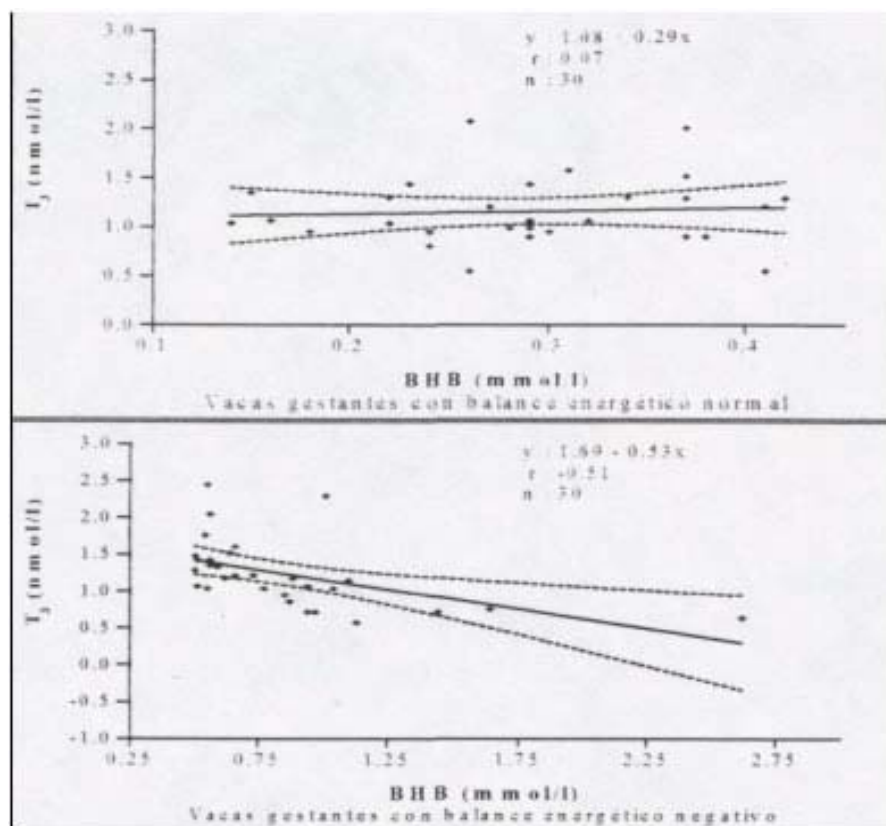 3.0
y : 1.08 0.29x
r : 0.07
n : 30
2.5
2.0
1.5
1.0
0.5
0.0
T3 (nmol/l)
0.1 0.2 0.3 0.4
BHB (mmol/l)
Vacas gestantes con balance energético normal
3.0
y : 1.69 - 0.53x
r : -0.51
n : 30
2.5
2.0
1.5
1.0
0.5
0.0
-0.5
-1.0
T3 (nmol/l)
0.25 0.75 1.25 1.75 2.25 2.75
BHB (mmol/l)
Vacas gestantes con balance energético negativo